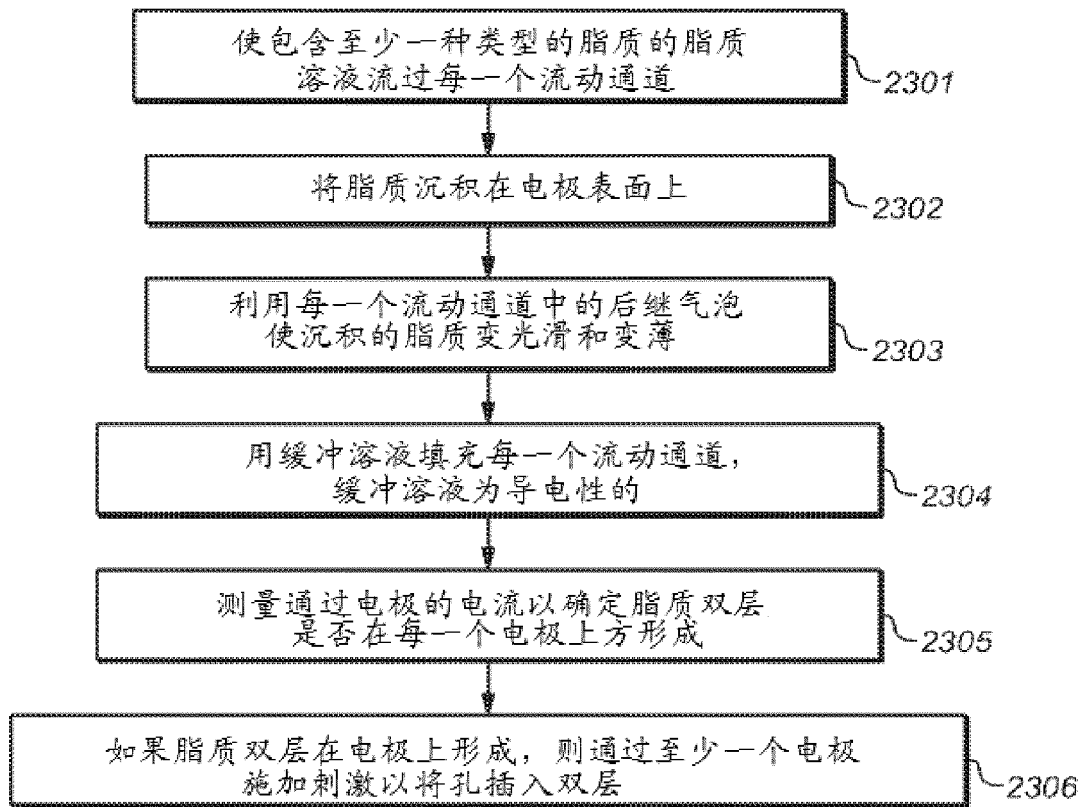 使包含至少一种类型的脂质的脂质
溶液流过每一个流动通道
2301
将脂质沉积在电极表面上
2302
利用每一个流动通道中的后继气泡
使沉积的脂质变光滑和变薄
2303
用缓冲溶液填充每一个流动通道,
缓冲溶液为导电性的
2304
测量通过电极的电流以确定脂质双层
是否在每一个电极上方形成
2305
如果脂质双层在电极上形成, 则通过至少一个电极
施加刺激以将孔插入双层
2306